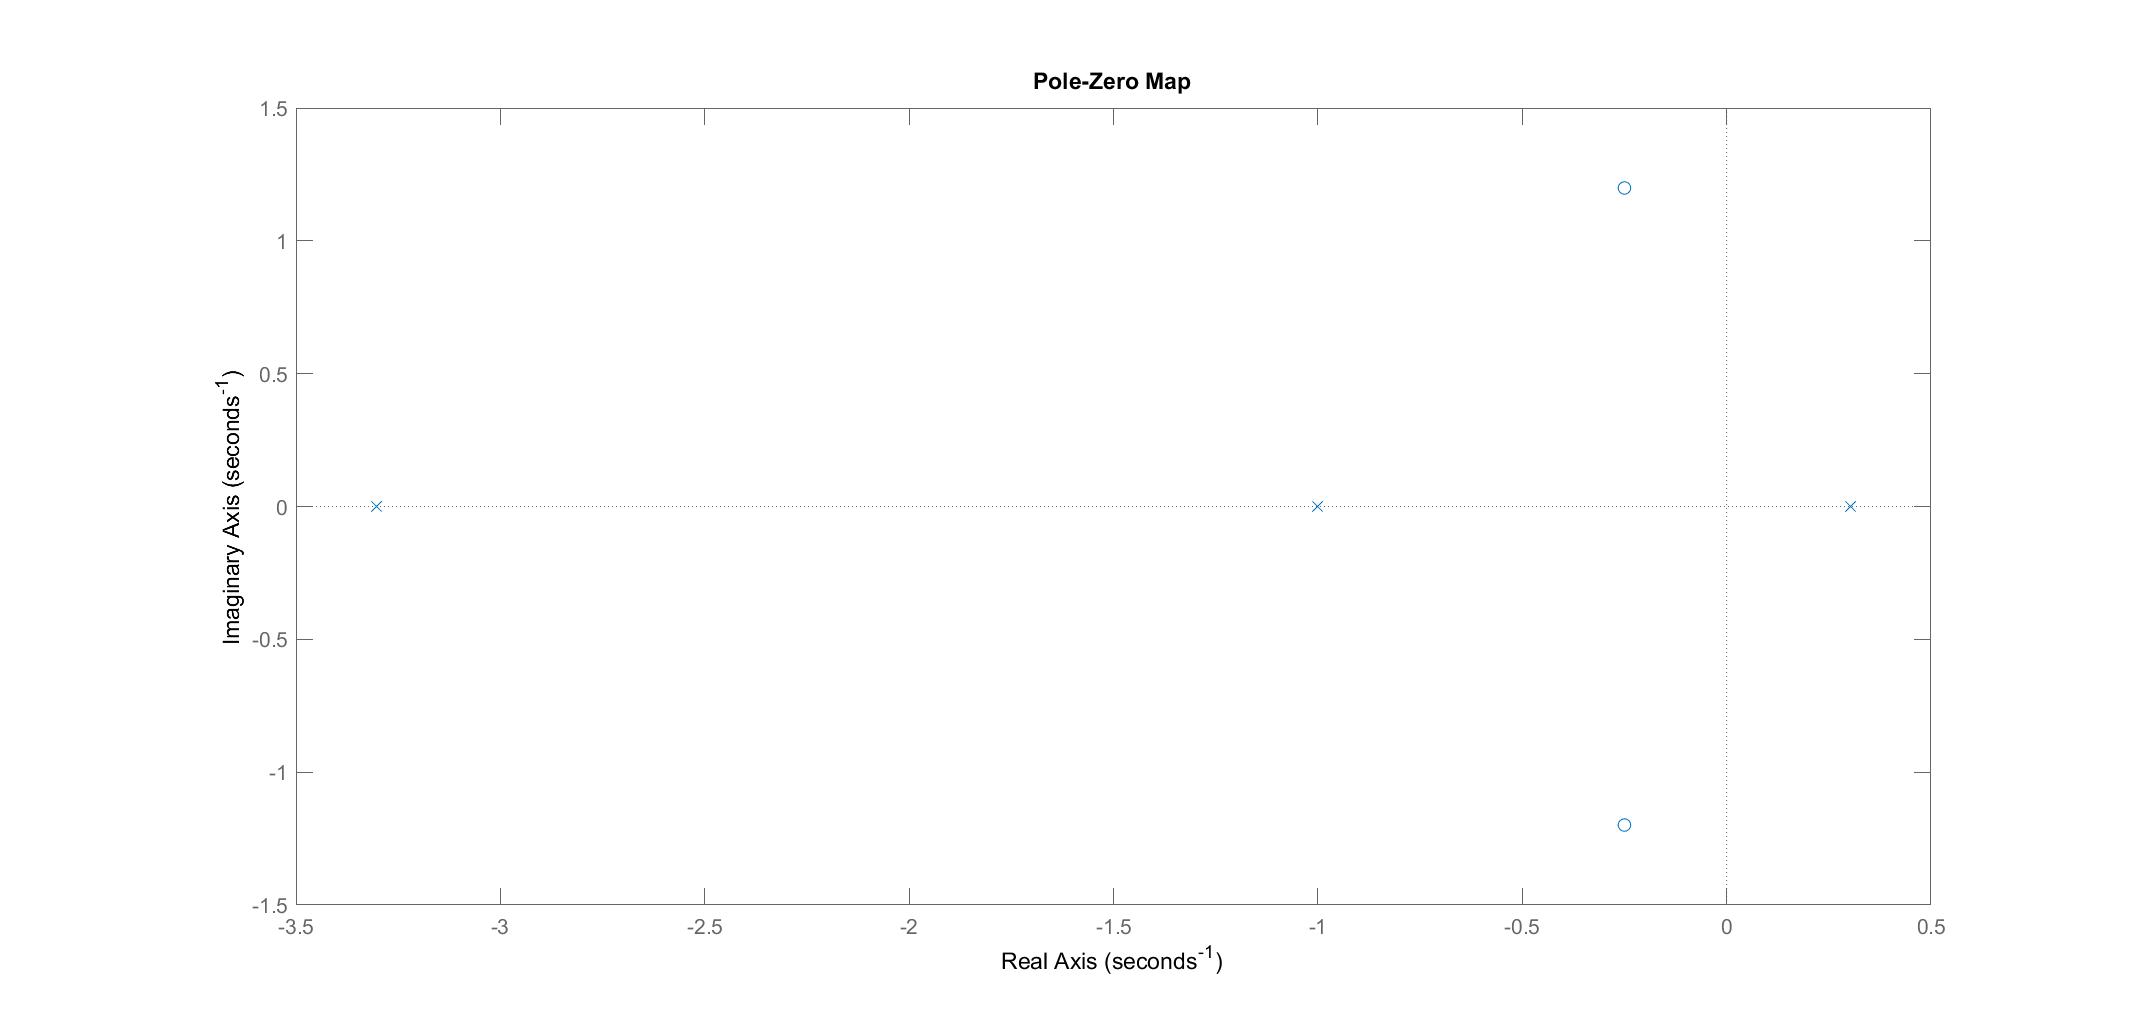 Pole-Zero Map
1.5
1
0.5
0
-0.5
-1
-1.5
Imaginary Axis (seconds-1)
-3.5 -3 -2.5 -2 -1.5 -1 -0.5 0 0.5
Real Axis (seconds-1)